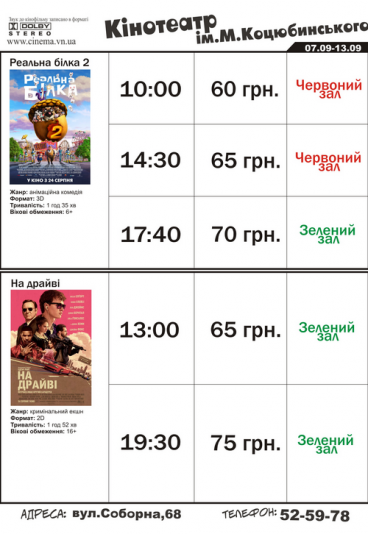 Звук до кінофільму записано в форматі
DOLBY
STEREO
www.cinema.vn.ua
Кінотеатр
ім.М.Коцюбинського
07.09-13.09
Реальна білка 2
Реальна
БІЛКА
2
У КІНО З 24 СЕРПНЯ
Жанр: анімаційна комедія
Формат: 3D
Тривалість: 1 год 35 хв
Вікові обмеження: 6+
10:00 60 грн. Червоний зал
14:30 65 грн. Червоний зал
17:40 70 грн. Зелений зал
На драйві
НА
ДРАЙВІ
Жанр: кримінальний екшн
Формат: 2D
Тривалість: 1 год 52 хв
Вікові обмеження: 16+
13:00 65 грн. Зелений зал
19:30 75 грн. Зелений зал
АДРЕСА: вул.Соборна,68
ТЕЛЕФОН: 52-59-78